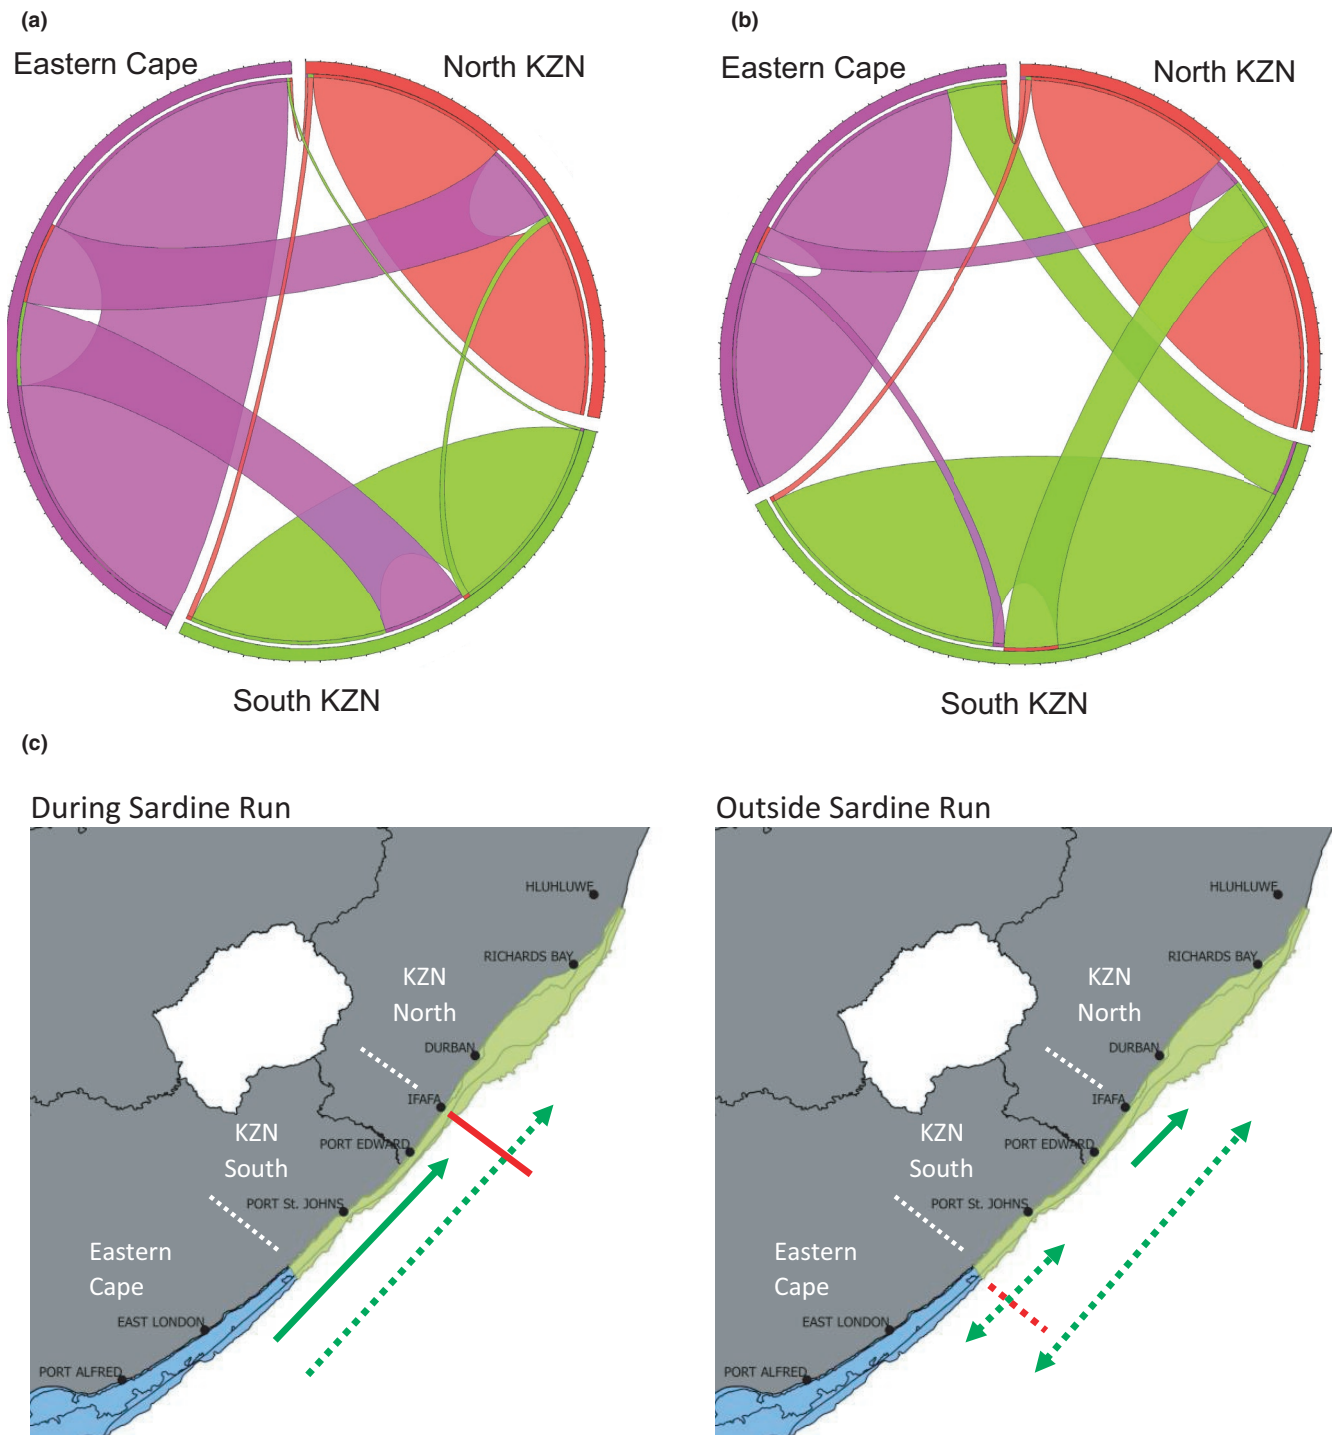 (a)
(b)
Eastern Cape
North KZN
Eastern Cape
North KZN
South KZN
South KZN
(c)
During Sardine Run
Outside Sardine Run
HLUHLUWE
RICHARDS BAY
KZN
North
DURBAN
IFAFA
KZN
South
PORT EDWARD
PORT St. JOHNS
Eastern
Cape
EAST LONDON
PORT ALFRED
HLUHLUWE
RICHARDS BAY
KZN
North
DURBAN
IFAFA
KZN
South
PORT EDWARD
PORT St. JOHNS
Eastern
Cape
EAST LONDON
PORT ALFRED